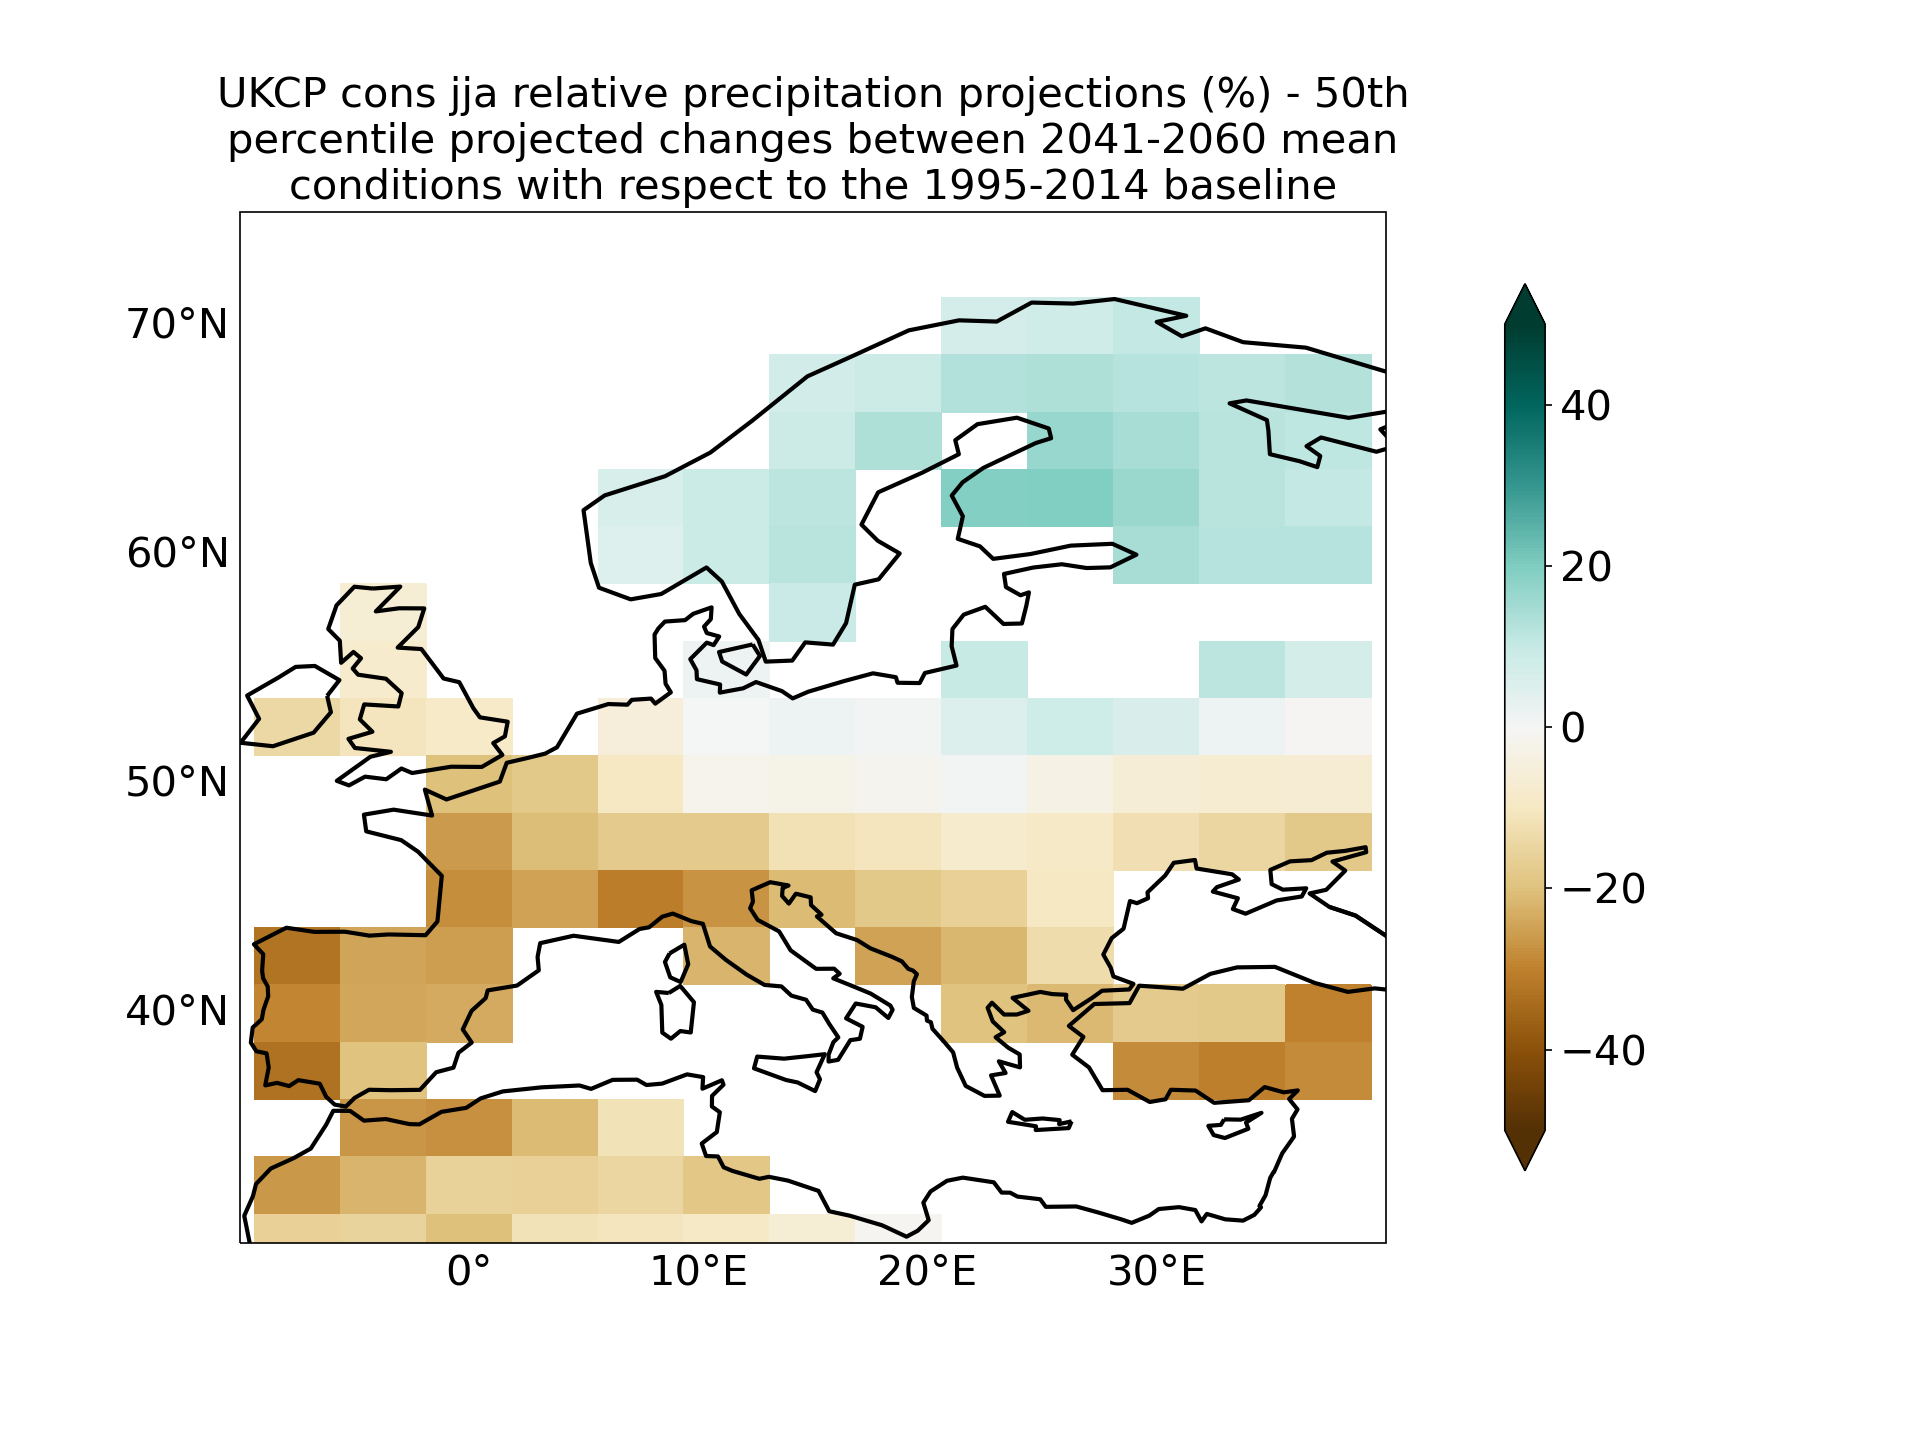 UKCP cons jja relative precipitation projections (%) - 50th
percentile projected changes between 2041-2060 mean
conditions with respect to the 1995-2014 baseline
70°N
60°N
50°N
40°N
0°
10°E
20°E
30°E
40
20
0
−20
−40